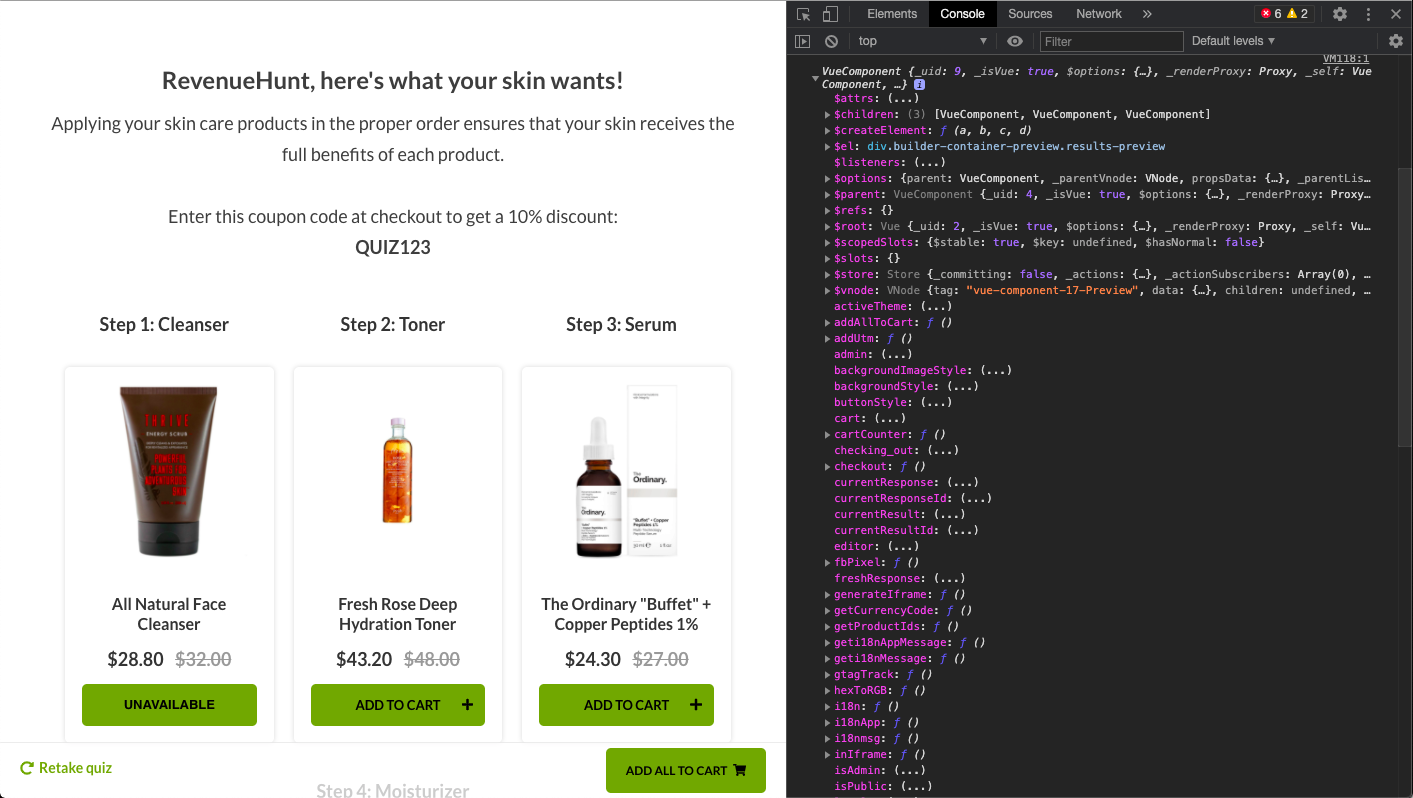 RevenueHunt, here's what your skin wants!
Applying your skin care products in the proper order ensures that your skin receives the
full benefits of each product.
Enter this coupon code at checkout to get a 10% discount:
QUIZ123
Step 1: Cleanser
Step 2: Toner
Step 3: Serum
THRIVE
ENERGY SCRUB
POWERFUL
PLANTS FOR
ADVENTUROUS
SKIN
The
Ordinary.
The
Ordinary.
"Buffet" + Copper
Peptides 1%
All Natural Face
Cleanser
Fresh Rose Deep
Hydration Toner
The Ordinary "Buffet" +
Copper Peptides 1%
$28.80 $32.00
$43.20 $48.00
$24.30 $27.00
UNAVAILABLE
ADD TO CART +
ADD TO CART +
Retake quiz
ADD ALL TO CART
Step 4: Moisturizer
Elements Console Sources Network » 6 2
top Filter Default levels
VM118:1
VueComponent {_uid: 9, _isVue: true, $options: {…}, _renderProxy: Proxy, _self: Vue
Component, …} i
$attrs: (...)
$children: (3) [VueComponent, VueComponent, VueComponent]
$createElement: ƒ (a, b, c, d)
$el: div.builder-container-preview.results-preview
$listeners: (...)
$options: {parent: VueComponent, _parentVnode: VNode, propsData: {…}, _parentLis…
$parent: VueComponent {_uid: 4, _isVue: true, $options: {…}, _renderProxy: Proxy…
$refs: {}
$root: Vue {_uid: 2, _isVue: true, $options: {…}, _renderProxy: Proxy, _self: Vu…
$scopedSlots: {$stable: true, $key: undefined, $hasNormal: false}
$slots: {}
$store: Store {_committing: false, _actions: {…}, _actionSubscribers: Array(0), …
$vnode: VNode {tag: "vue-component-17-Preview", data: {…}, children: undefined, …
activeTheme: (...)
addAllToCart: ƒ ()
addUtm: ƒ ()
admin: (...)
backgroundImageStyle: (...)
backgroundStyle: (...)
buttonStyle: (...)
cart: (...)
cartCounter: ƒ ()
checking_out: (...)
checkout: ƒ ()
currentResponse: (...)
currentResponseId: (...)
currentResult: (...)
currentResultId: (...)
editor: (...)
fbPixel: ƒ ()
freshResponse: (...)
generateIframe: ƒ ()
getCurrencyCode: ƒ ()
getProductIds: ƒ ()
geti18nAppMessage: ƒ ()
geti18nMessage: ƒ ()
gtagTrack: ƒ ()
hexToRGB: ƒ ()
i18n: ƒ ()
i18nApp: ƒ ()
i18nmsg: ƒ ()
inIframe: ƒ ()
isAdmin: (...)
isPublic: (...)